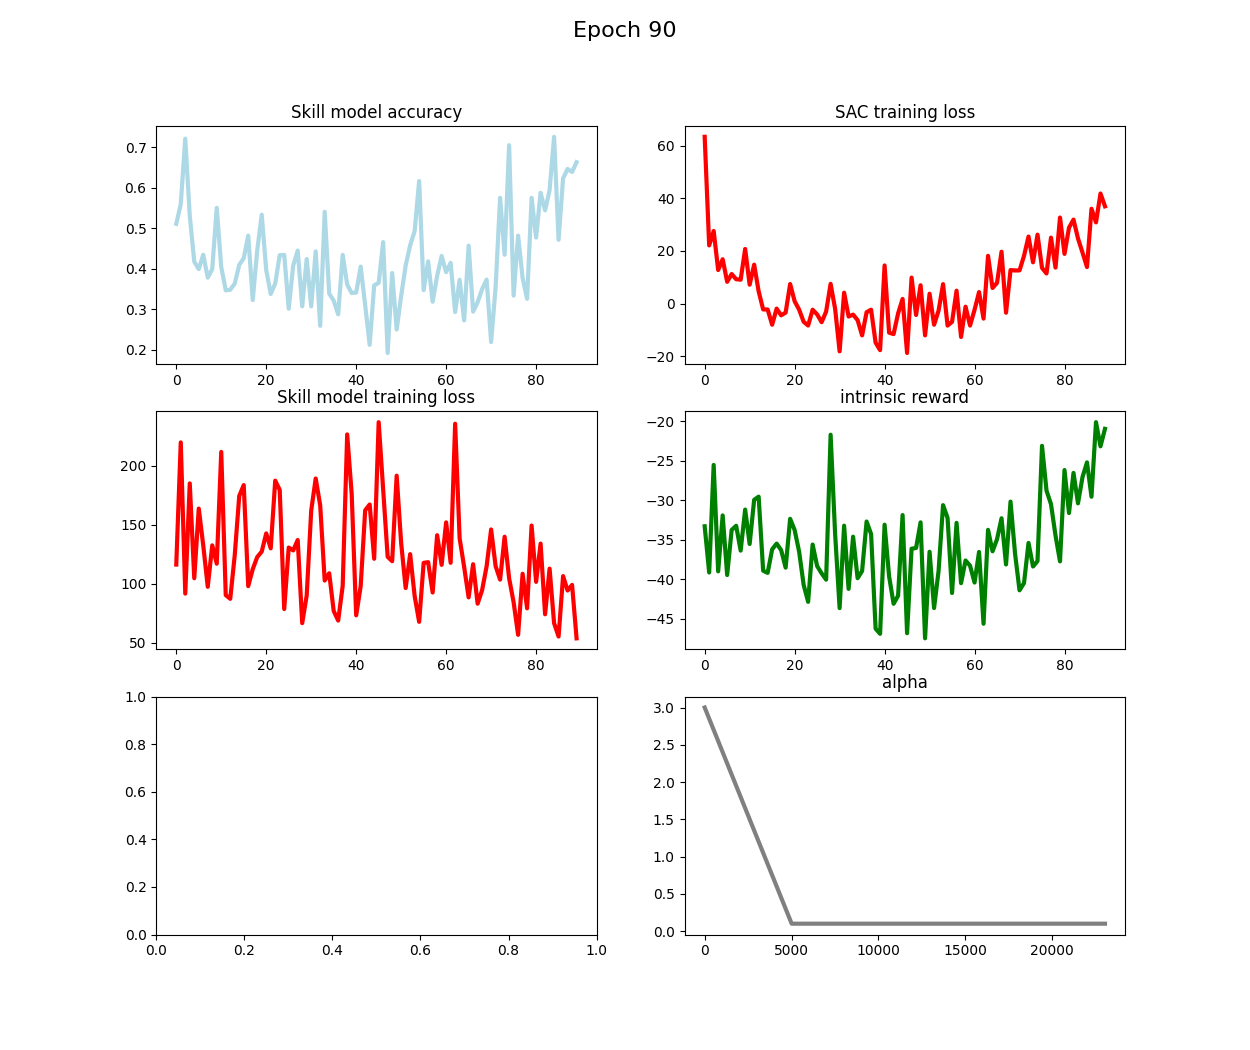 Epoch 90
Skill model accuracy
0.7
0.6
0.5
0.4
0.3
0.2
0 20 40 60 80
SAC training loss
60
40
20
0
−20
0 20 40 60 80
Skill model training loss
200
150
100
50
0 20 40 60 80
intrinsic reward
−20
−25
−30
−35
−40
−45
0 20 40 60 80
1.0
0.8
0.6
0.4
0.2
0.0
0.0 0.2 0.4 0.6 0.8 1.0
alpha
3.0
2.5
2.0
1.5
1.0
0.5
0.0
0 5000 10000 15000 20000